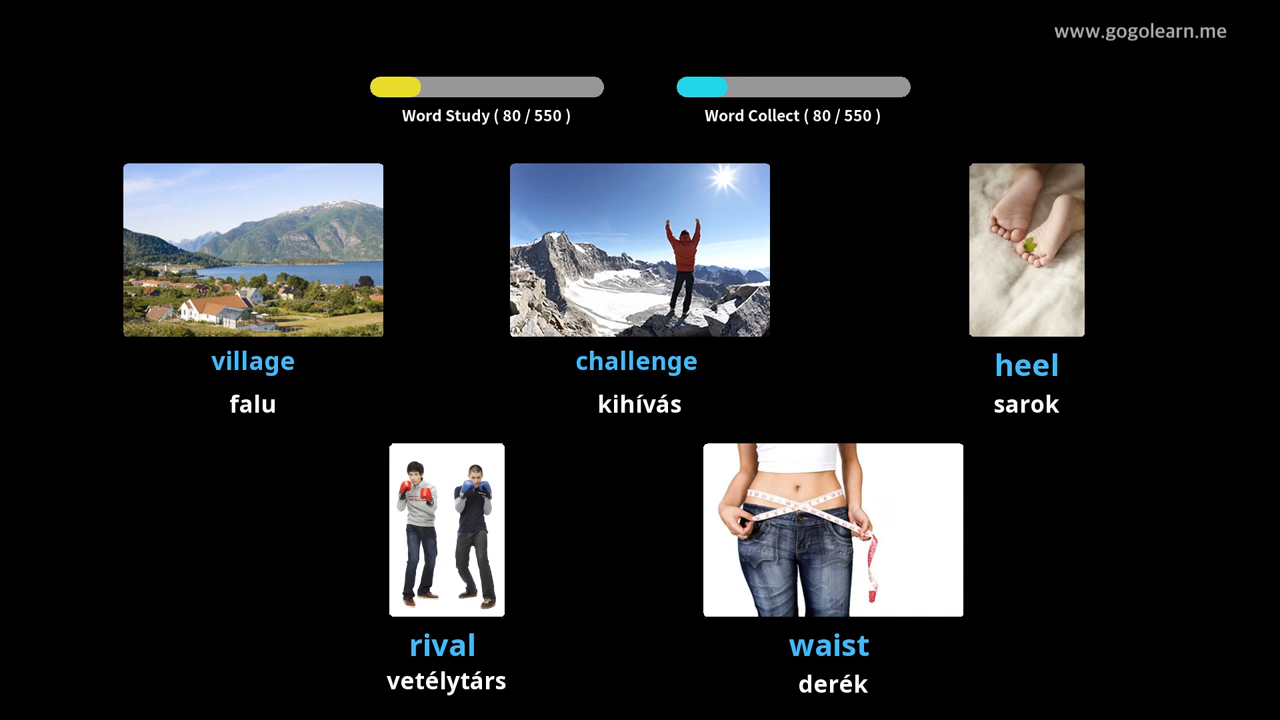 www.gogolearn.me
Word Study ( 80 / 550 )
Word Collect ( 80 / 550 )
village
challenge
heel
falu
kihívás
sarok
rival
waist
vetélytárs
derék